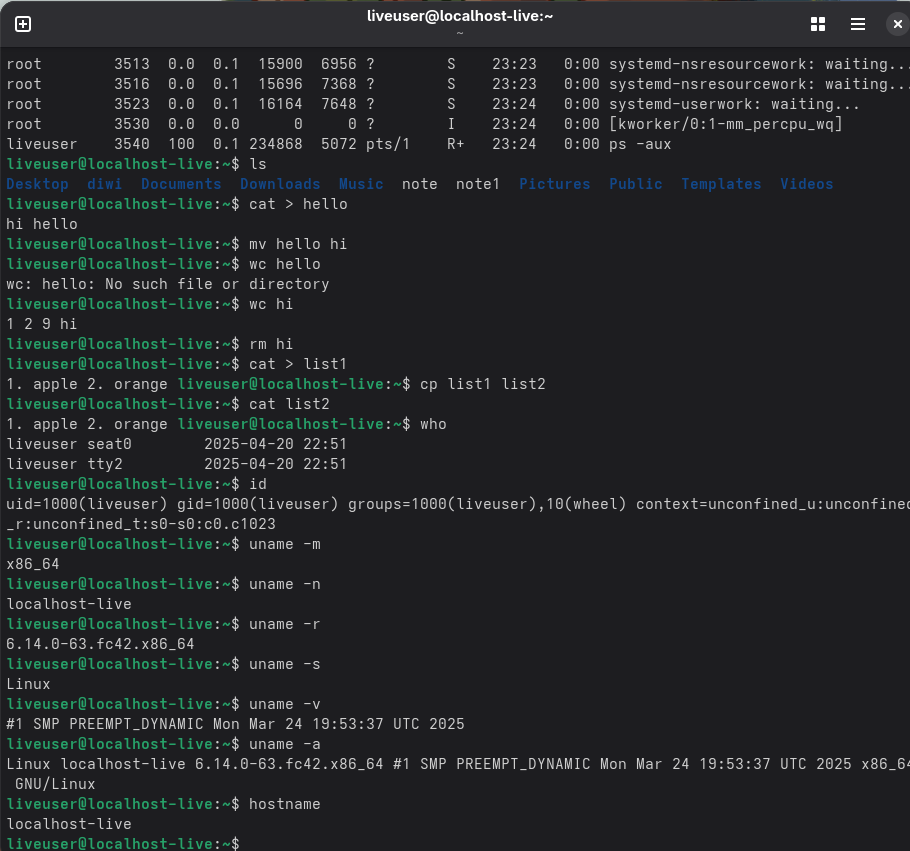 liveuser@localhost-live:~
~
root        3513  0.0  0.1  15900  6956 ?        S    23:23   0:00 systemd-nsresourcework: waiting...
root        3516  0.0  0.1  15696  7368 ?        S    23:23   0:00 systemd-nsresourcework: waiting...
root        3523  0.0  0.1  16164  7648 ?        S    23:24   0:00 systemd-userwork: waiting...
root        3530  0.0  0.0      0     0 ?        I    23:24   0:00 [kworker/0:1-mm_percpu_wq]
liveuser    3540  100  0.1 234868  5072 pts/1    R+   23:24   0:00 ps -aux
liveuser@localhost-live:~$ ls
Desktop  diwi  Documents  Downloads  Music  note  note1  Pictures  Public  Templates  Videos
liveuser@localhost-live:~$ cat > hello
hi hello
liveuser@localhost-live:~$ mv hello hi
liveuser@localhost-live:~$ wc hello
wc: hello: No such file or directory
liveuser@localhost-live:~$ wc hi
1 2 9 hi
liveuser@localhost-live:~$ rm hi
liveuser@localhost-live:~$ cat > list1
1. apple 2. orange liveuser@localhost-live:~$ cp list1 list2
liveuser@localhost-live:~$ cat list2
1. apple 2. orange liveuser@localhost-live:~$ who
liveuser seat0        2025-04-20 22:51
liveuser tty2         2025-04-20 22:51
liveuser@localhost-live:~$ id
uid=1000(liveuser) gid=1000(liveuser) groups=1000(liveuser),10(wheel) context=unconfined_u:unconfined
_r:unconfined_t:s0-s0:c0.c1023
liveuser@localhost-live:~$ uname -m
x86_64
liveuser@localhost-live:~$ uname -n
localhost-live
liveuser@localhost-live:~$ uname -r
6.14.0-63.fc42.x86_64
liveuser@localhost-live:~$ uname -s
Linux
liveuser@localhost-live:~$ uname -v
#1 SMP PREEMPT_DYNAMIC Mon Mar 24 19:53:37 UTC 2025
liveuser@localhost-live:~$ uname -a
Linux localhost-live 6.14.0-63.fc42.x86_64 #1 SMP PREEMPT_DYNAMIC Mon Mar 24 19:53:37 UTC 2025 x86_64
 GNU/Linux
liveuser@localhost-live:~$ hostname
localhost-live
liveuser@localhost-live:~$